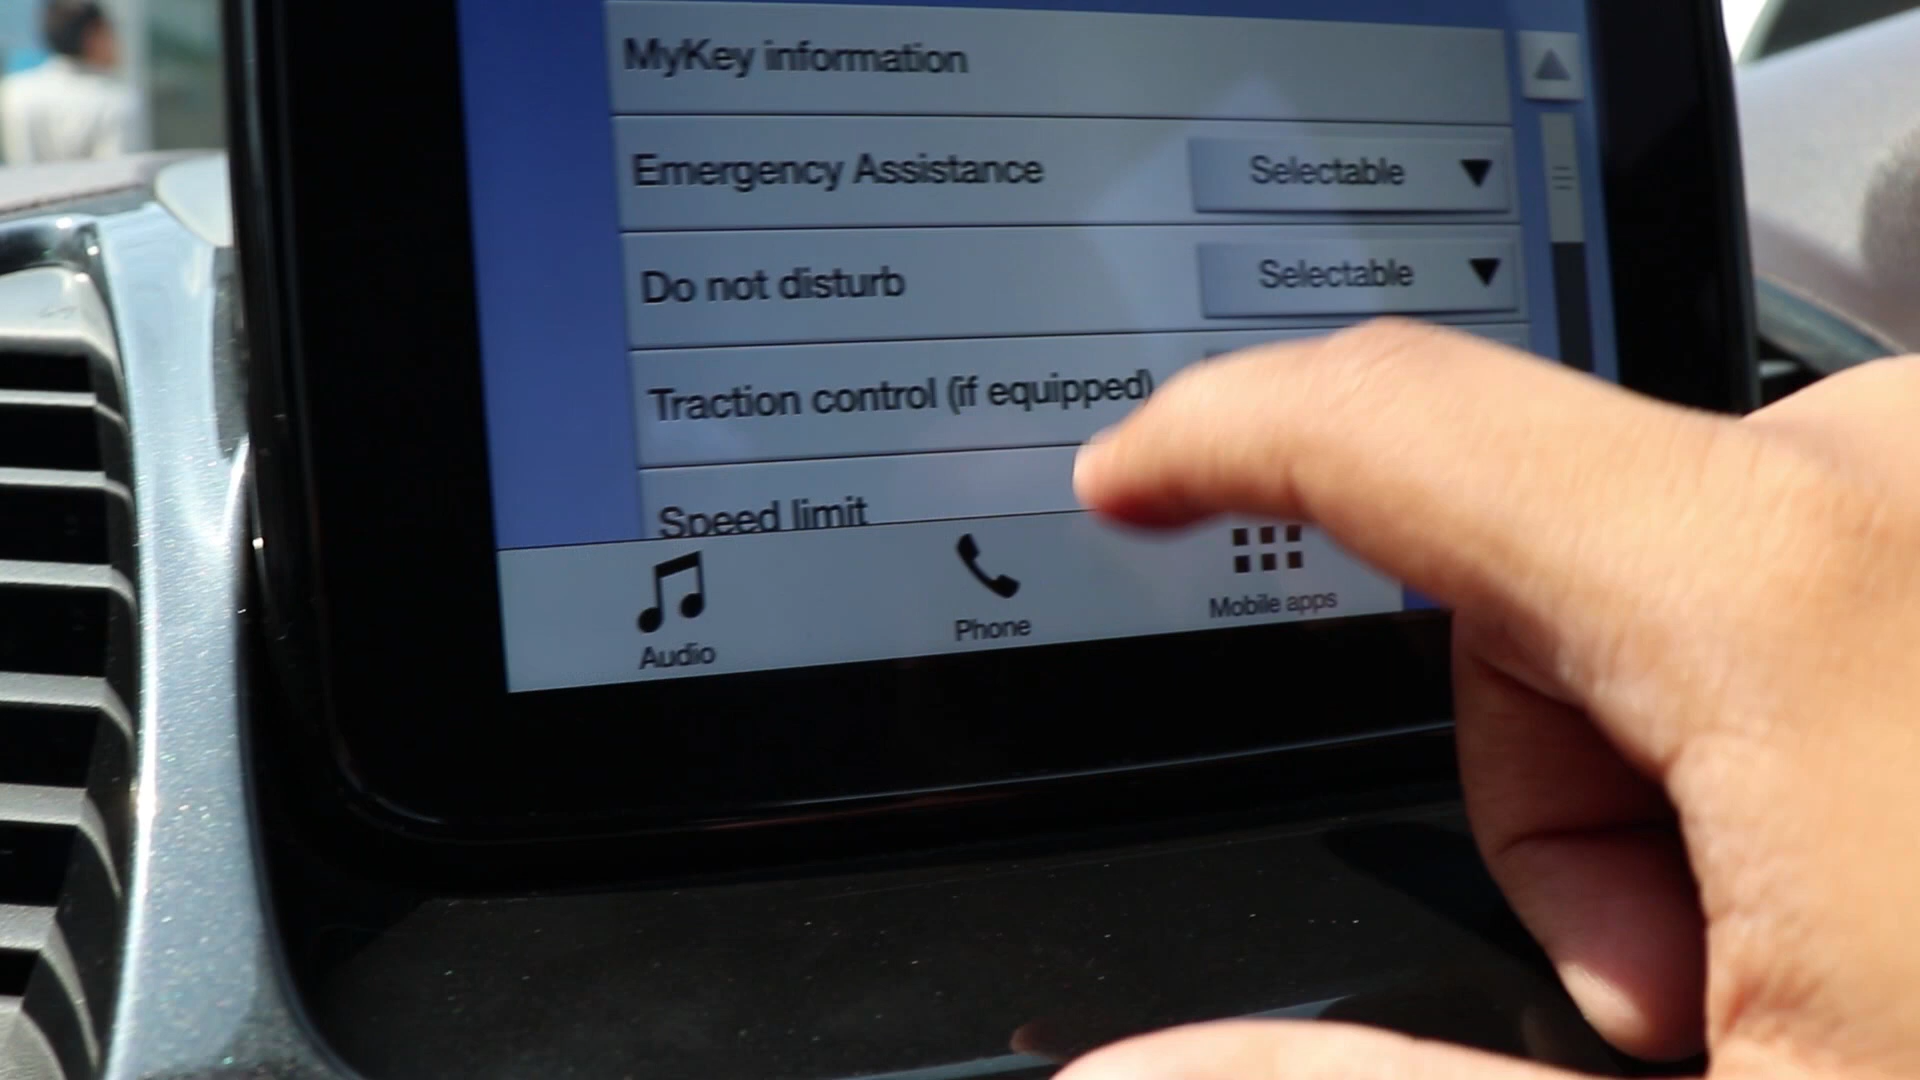 MyKey information
Emergency Assistance Selectable
Do not disturb Selectable
Traction control (if equipped)
Speed limit
Audio
Phone
Mobile apps